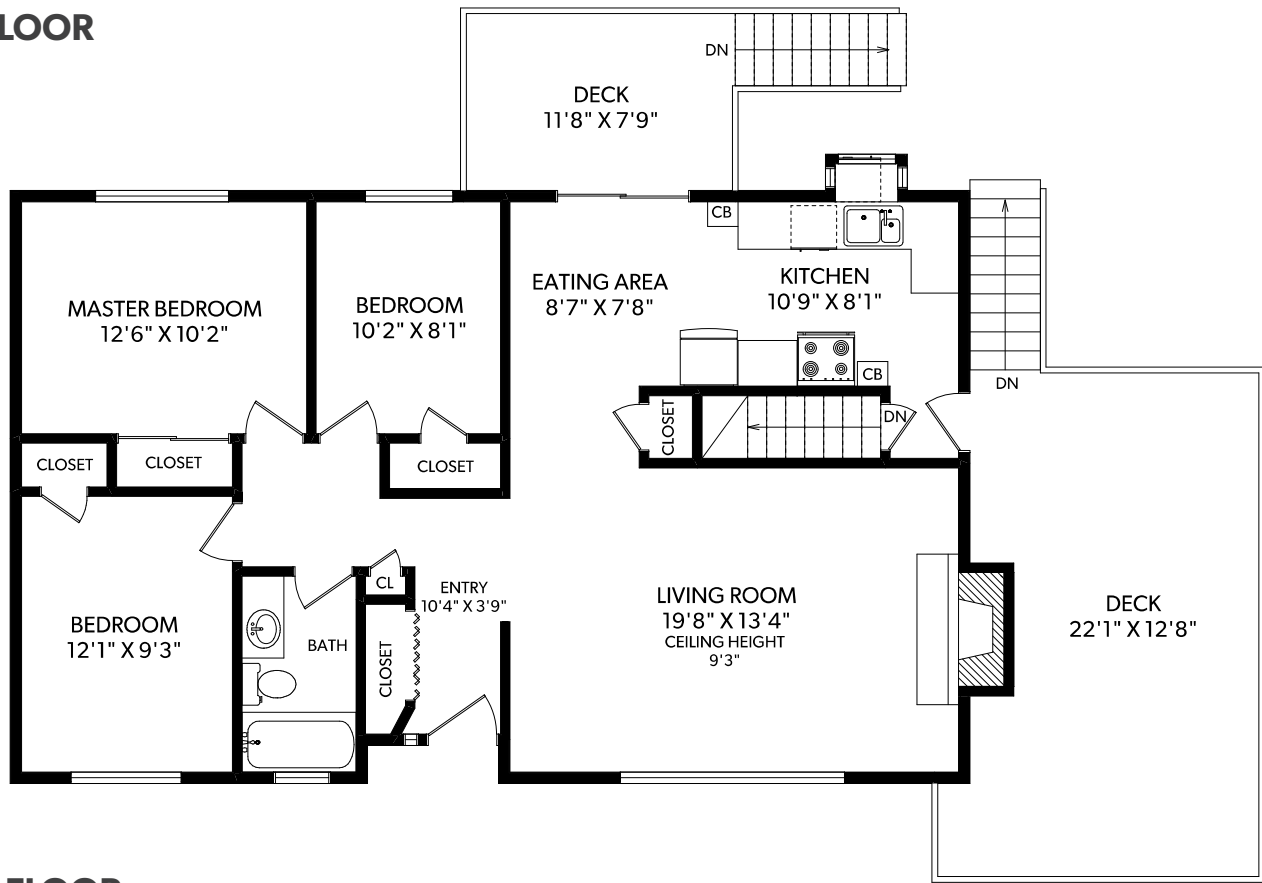 LOOR
DN
DECK
11'8" X 7'9"
CB
EATING AREA
8'7" X 7'8"
KITCHEN
10'9" X 8'1"
MASTER BEDROOM
12'6" X 10'2"
BEDROOM
10'2" X 8'1"
CB
DN
DN
CLOSET
CLOSET
CLOSET
CLOSET
CL
ENTRY
10'4" X 3'9"
LIVING ROOM
19'8" X 13'4"
CEILING HEIGHT
9'3"
DECK
22'1" X 12'8"
BEDROOM
12'1" X 9'3"
BATH
CLOSET
FLOOR